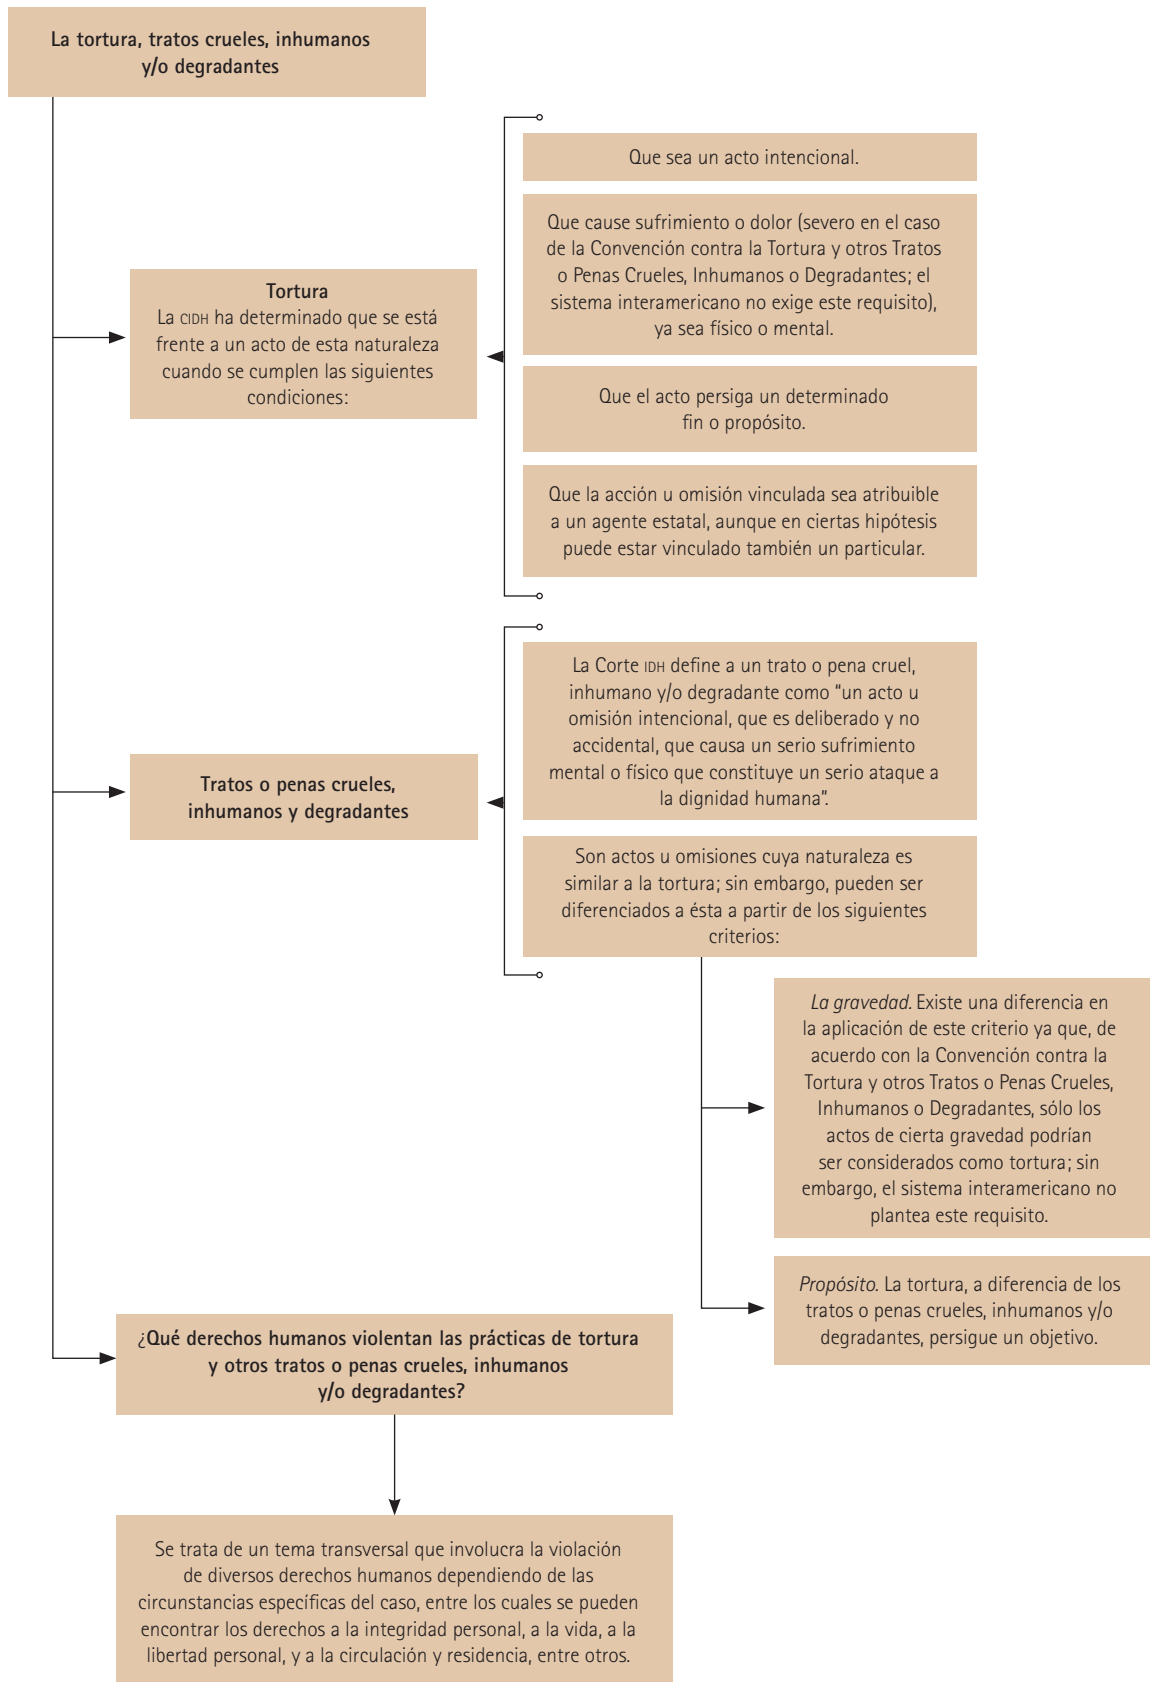 La tortura, tratos crueles, inhumanos
y/o degradantes
Tortura
La CIDH ha determinado que se está
frente a un acto de esta naturaleza
cuando se cumplen las siguientes
condiciones:
Que sea un acto intencional.
Que cause sufrimiento o dolor (severo en el caso
de la Convención contra la Tortura y otros Tratos
o Penas Crueles, Inhumanos o Degradantes; el
sistema interamericano no exige este requisito),
ya sea físico o mental.
Que el acto persiga un determinado
fin o propósito.
Que la acción u omisión vinculada sea atribuible
a un agente estatal, aunque en ciertas hipótesis
puede estar vinculado también un particular.
Tratos o penas crueles,
inhumanos y degradantes
La Corte IDH define a un trato o pena cruel,
inhumano y/o degradante como “un acto u
omisión intencional, que es deliberado y no
accidental, que causa un serio sufrimiento
mental o físico que constituye un serio ataque a
la dignidad humana”.
Son actos u omisiones cuya naturaleza es
similar a la tortura; sin embargo, pueden ser
diferenciados a ésta a partir de los siguientes
criterios:
La gravedad. Existe una diferencia en
la aplicación de este criterio ya que, de
acuerdo con la Convención contra la
Tortura y otros Tratos o Penas Crueles,
Inhumanos o Degradantes, sólo los
actos de cierta gravedad podrían
ser considerados como tortura; sin
embargo, el sistema interamericano no
plantea este requisito.
Propósito. La tortura, a diferencia de los
tratos o penas crueles, inhumanos y/o
degradantes, persigue un objetivo.
¿Qué derechos humanos violentan las prácticas de tortura
y otros tratos o penas crueles, inhumanos
y/o degradantes?
Se trata de un tema transversal que involucra la violación
de diversos derechos humanos dependiendo de las
circunstancias específicas del caso, entre los cuales se pueden
encontrar los derechos a la integridad personal, a la vida, a la
libertad personal, y a la circulación y residencia, entre otros.